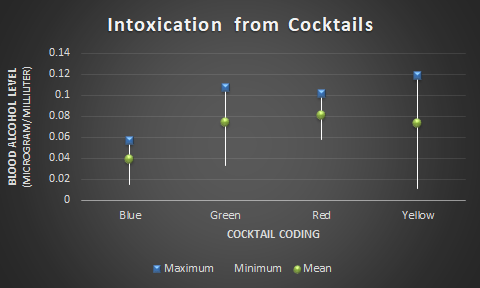 Intoxication from Cocktails
BLOOD ALCOHOL LEVEL
(MICROGRAM/MILLILITER)
0.14
0.12
0.1
0.08
0.06
0.04
0.02
0
Blue Green Red Yellow
COCKTAIL CODING
Maximum Minimum Mean